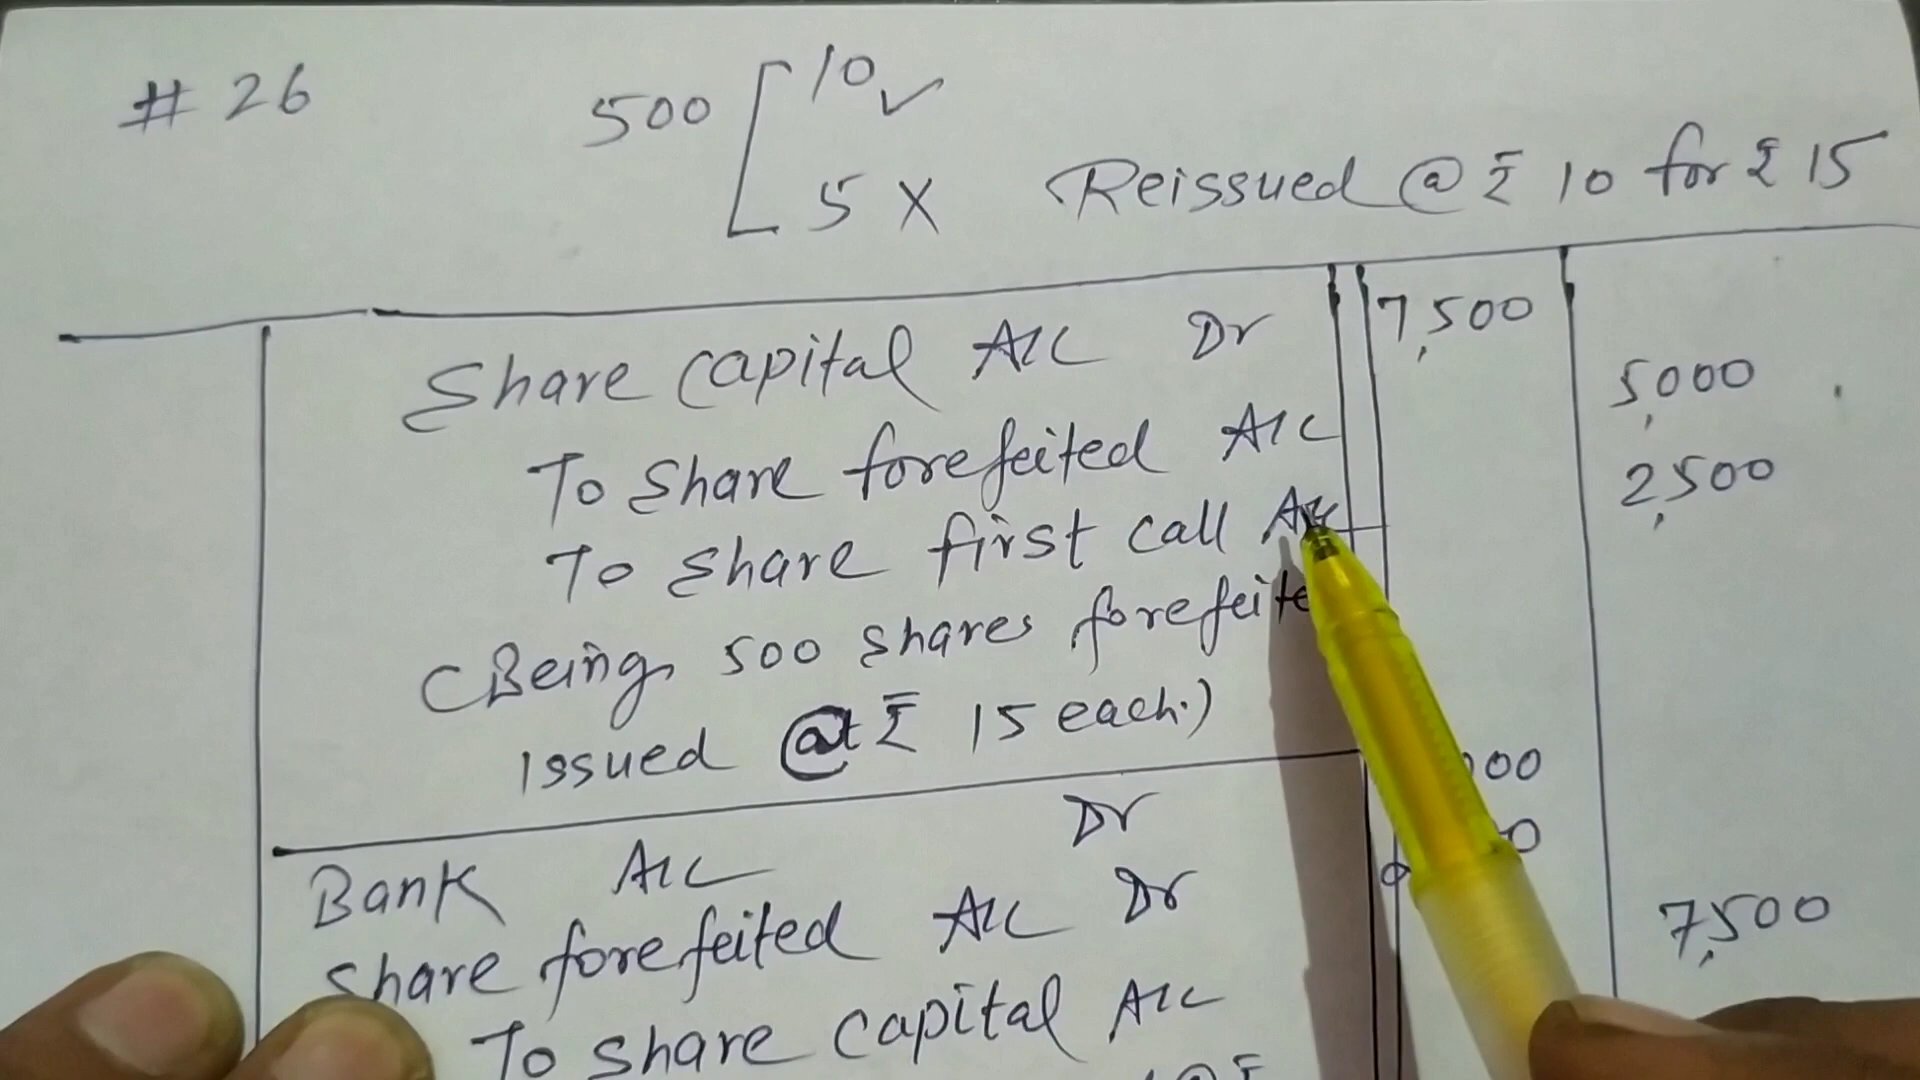 # 26
500 [ 10 ✓
5 X Reissued @ ₹ 10 for ₹ 15
Share Capital A/C Dr 7,500
To Share forefeited A/C 5,000
To Share first call A/C 2,500
(Being 500 shares forefeite
issued @ ₹ 15 each.)
Bank A/C Dr 00
Share forefeited A/C Dr 0
To Share Capital A/C 7,500
@ ₹